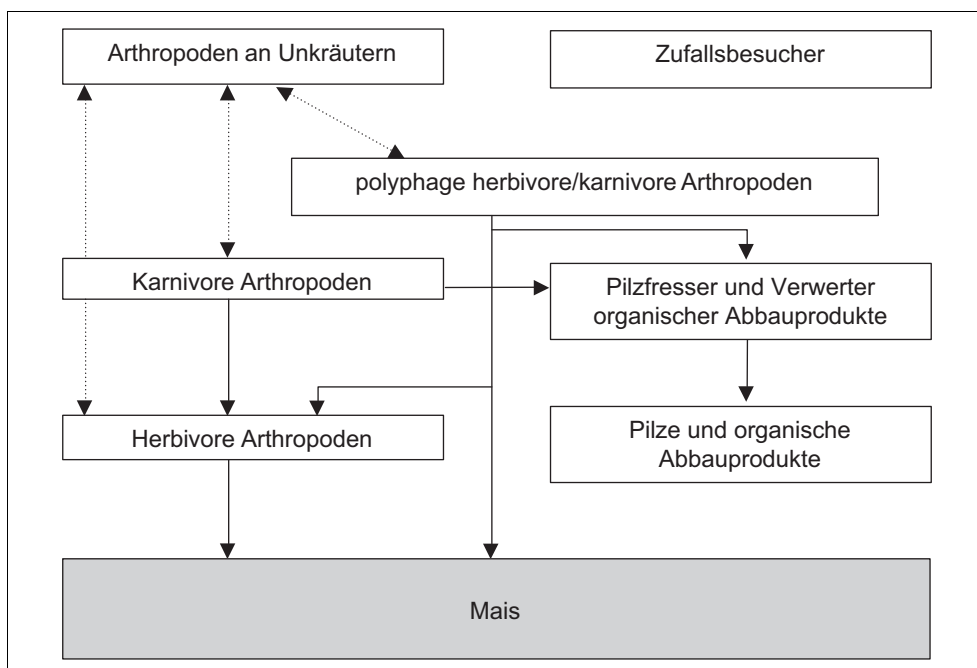 Arthropoden an Unkräutern
Zufallsbesucher
polyphage herbivore/karnivore Arthropoden
Karnivore Arthropoden
Pilzfresser und Verwerter
organischer Abbauprodukte
Herbivore Arthropoden
Pilze und organische
Abbauprodukte
Mais